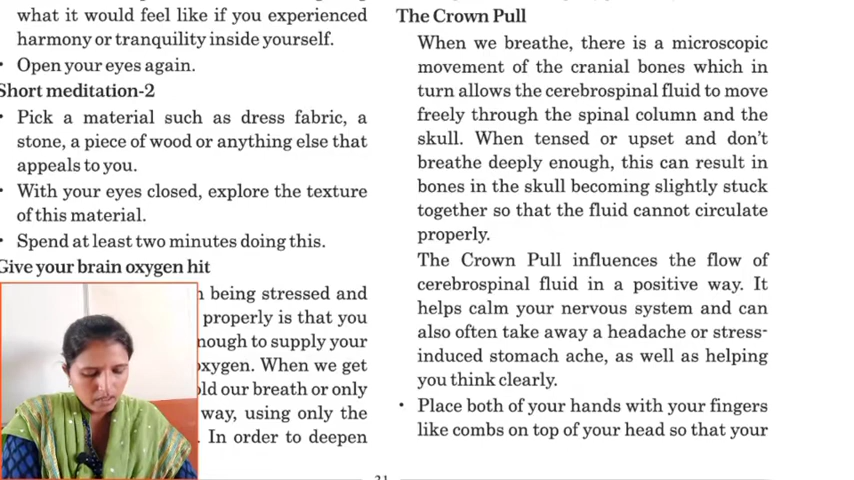 what it would feel like if you experienced
harmony or tranquility inside yourself.
• Open your eyes again.
Short meditation-2
• Pick a material such as dress fabric, a
stone, a piece of wood or anything else that
appeals to you.
• With your eyes closed, explore the texture
of this material.
• Spend at least two minutes doing this.
Give your brain oxygen hit
being stressed and
properly is that you
supply your
When we get
our breath or only
way, using only the
In order to deepen
The Crown Pull
When we breathe, there is a microscopic
movement of the cranial bones which in
turn allows the cerebrospinal fluid to move
freely through the spinal column and the
skull. When tensed or upset and don't
breathe deeply enough, this can result in
bones in the skull becoming slightly stuck
together so that the fluid cannot circulate
properly.
The Crown Pull influences the flow of
cerebrospinal fluid in a positive way. It
helps calm your nervous system and can
also often take away a headache or stress-
induced stomach ache, as well as helping
you think clearly.
• Place both of your hands with your fingers
like combs on top of your head so that your